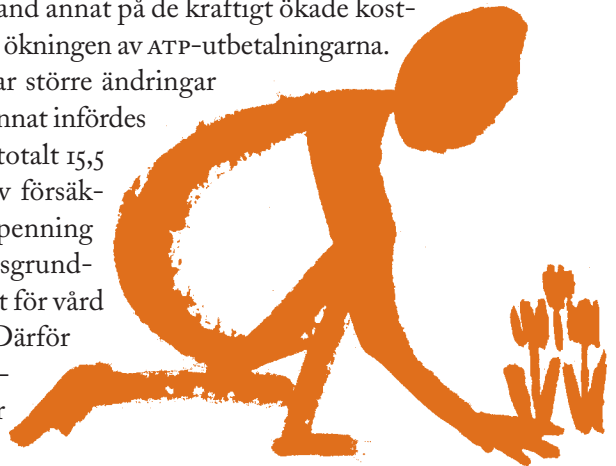 and annat på de kraftigt ökade kost-
ökningen av ATP-utbetalningarna.
ar större ändringar
nnat infördes
totalt 15,5
v försäk-
penning
sgrund-
t för vård
Därför
–
r